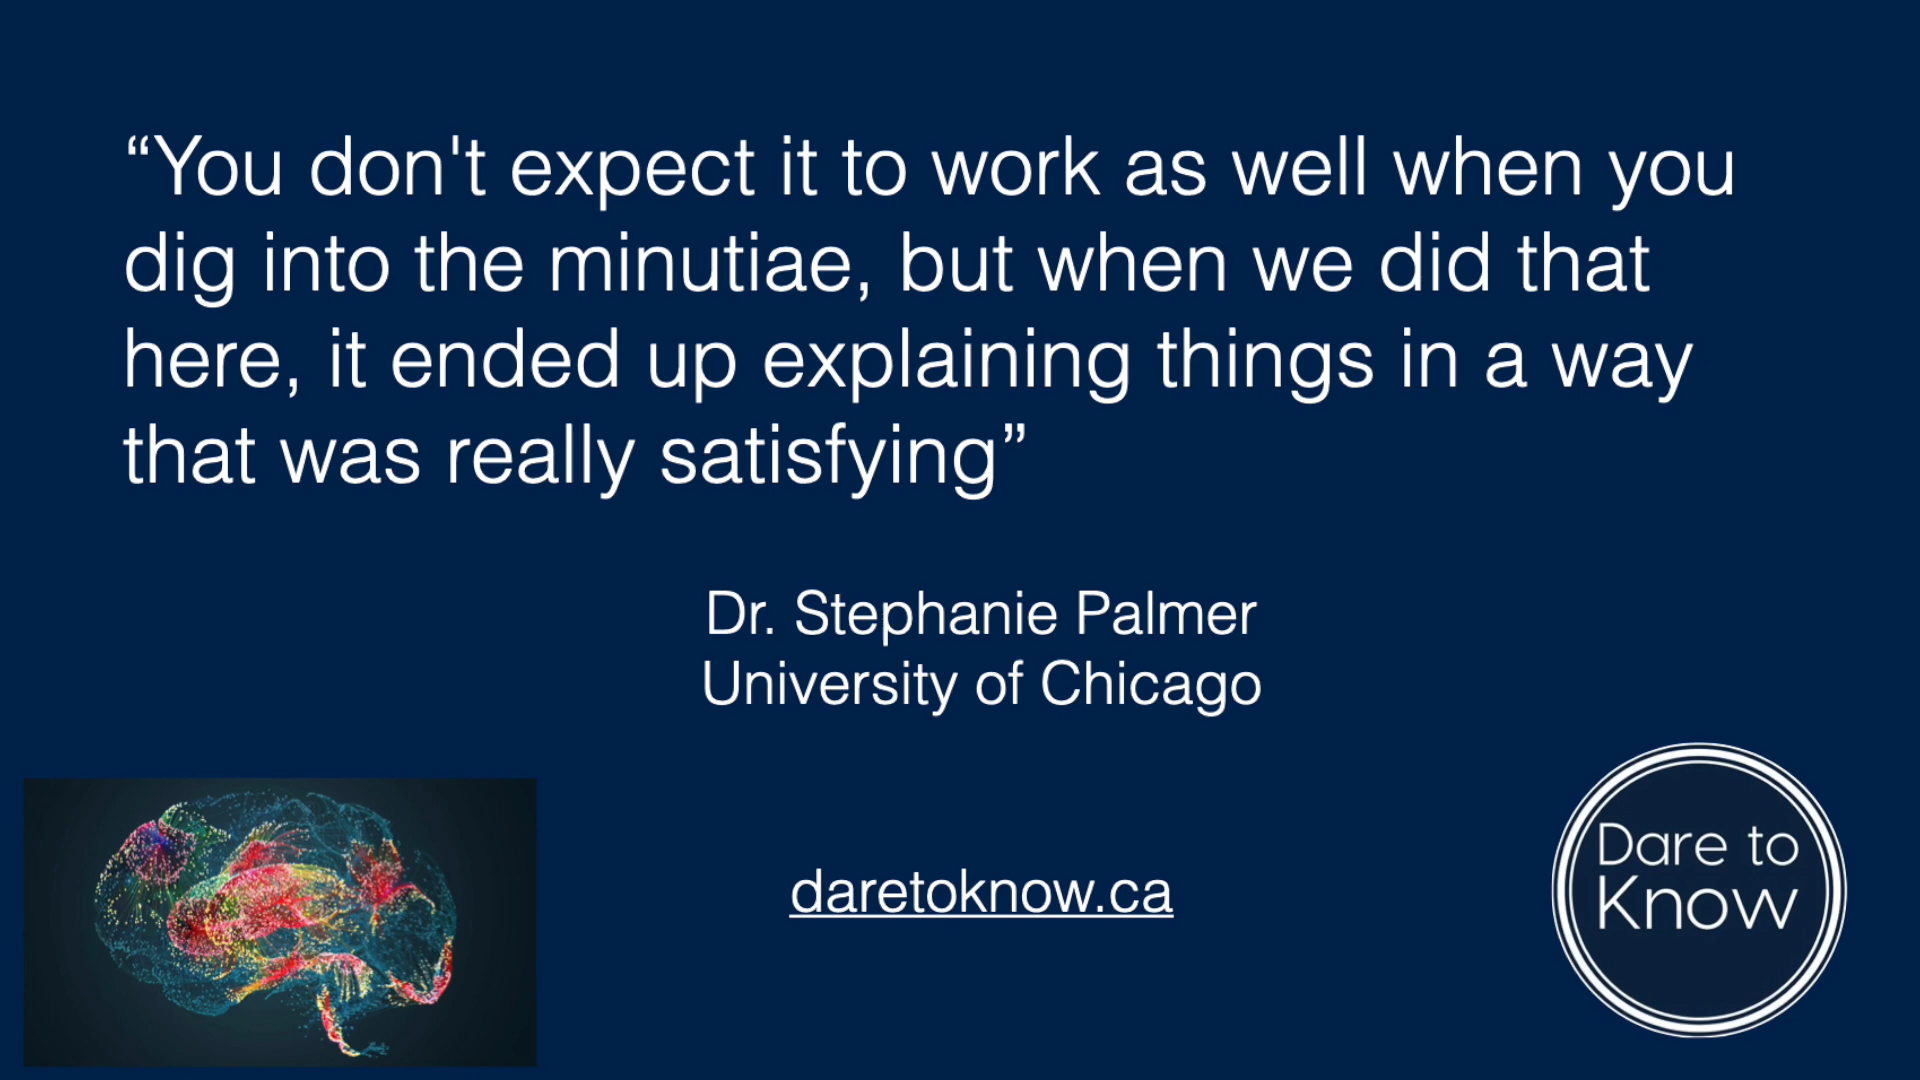 “You don't expect it to work as well when you
dig into the minutiae, but when we did that
here, it ended up explaining things in a way
that was really satisfying”
Dr. Stephanie Palmer
University of Chicago
daretoknow.ca
Dare to
Know